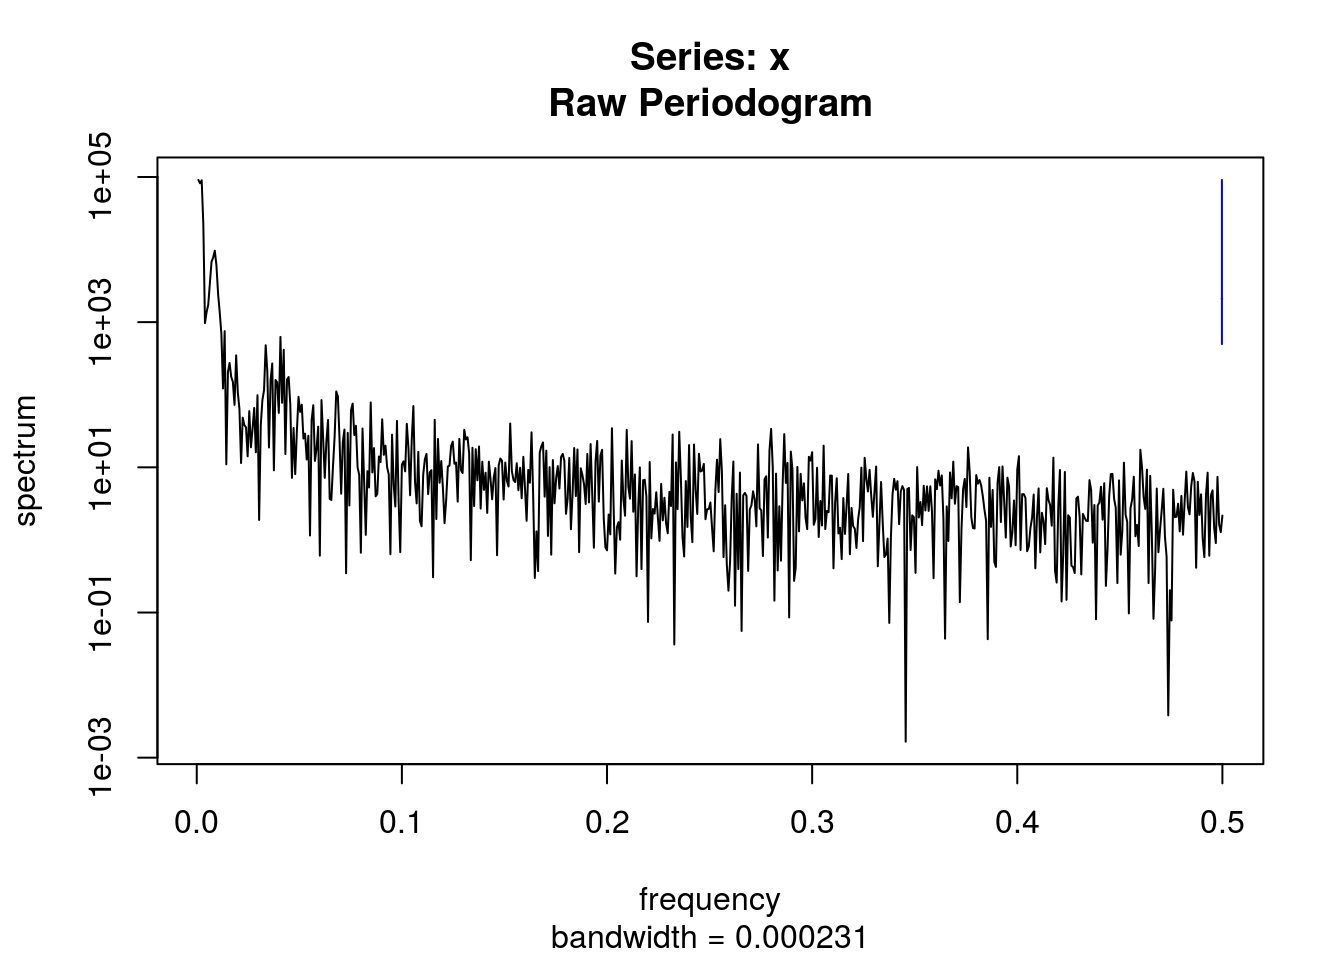 Series: x
Raw Periodogram
spectrum
1e+05
1e+03
1e+01
1e-01
1e-03
0.0 0.1 0.2 0.3 0.4 0.5
frequency
bandwidth = 0.000231